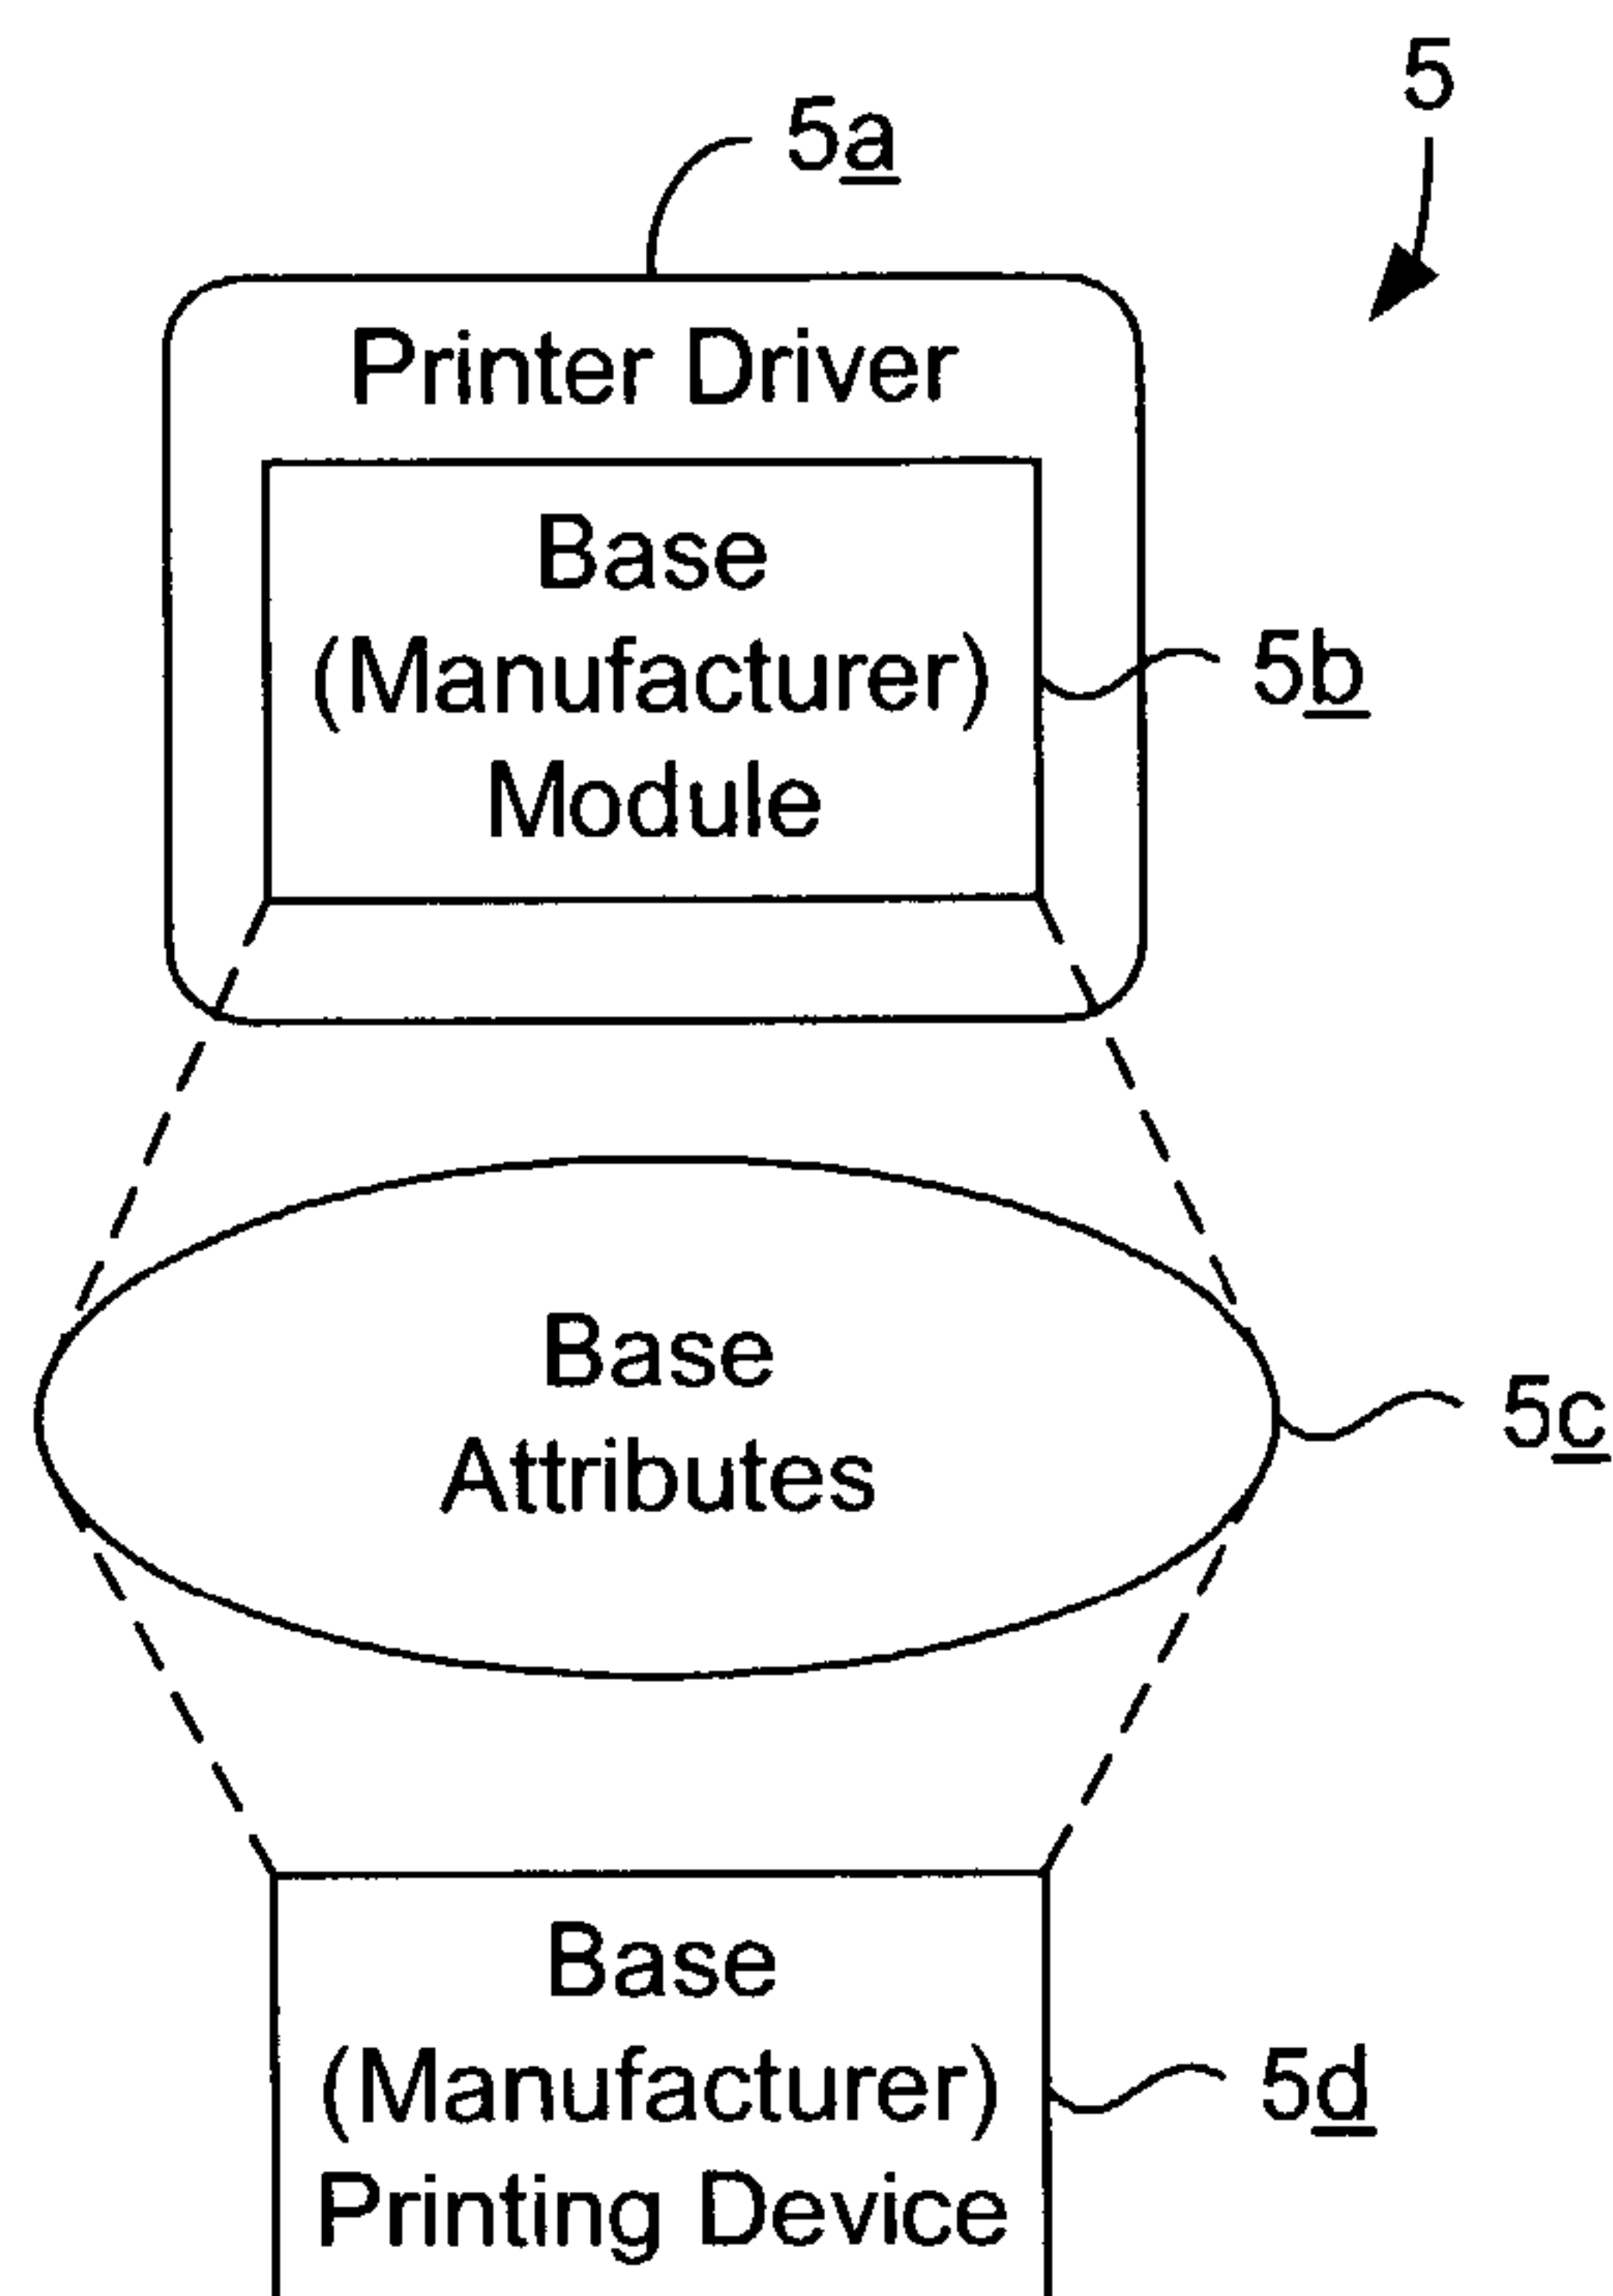 5
5a
Printer Driver
Base
(Manufacturer)
Module
5b
Base
Attributes
5c
Base
(Manufacturer)
Printing Device
5d